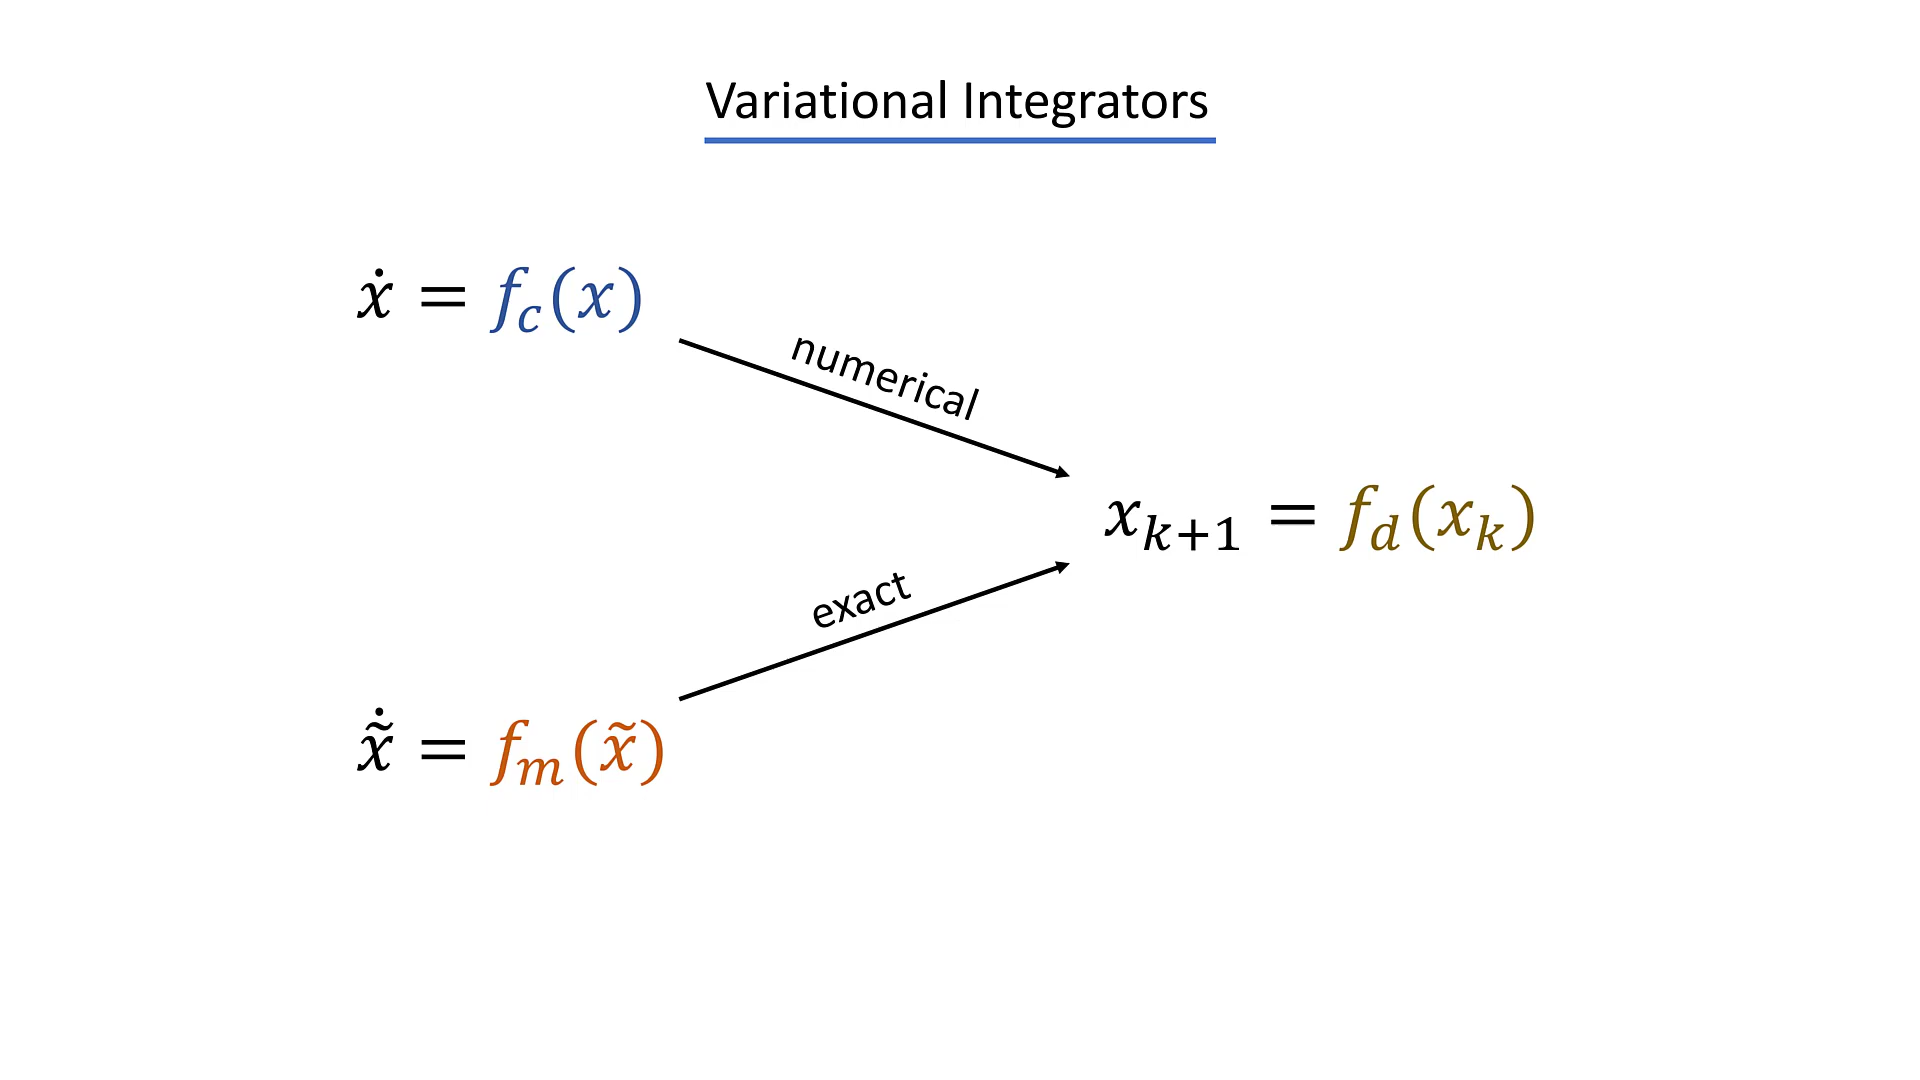 Variational Integrators
ẋ = f_c(x)
numerical
x_{k+1} = f_d(x_k)
exact
x̃̇ = f_m(x̃)